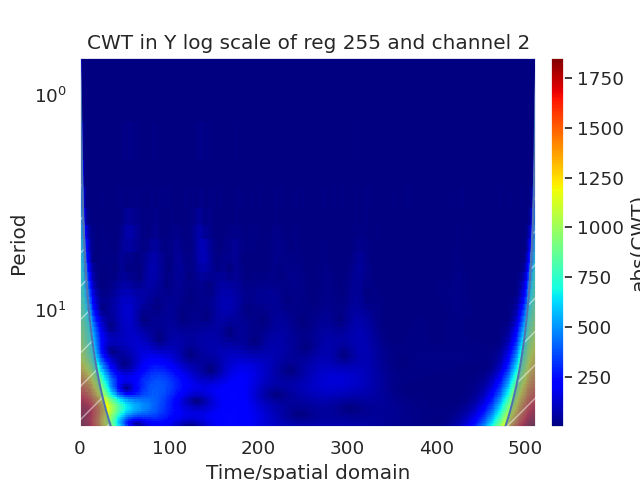 CWT in Y log scale of reg 255 and channel 2
10⁰
10¹
Period
0 100 200 300 400 500
Time/spatial domain
1750
1500
1250
1000
750
500
250
abs(CWT)